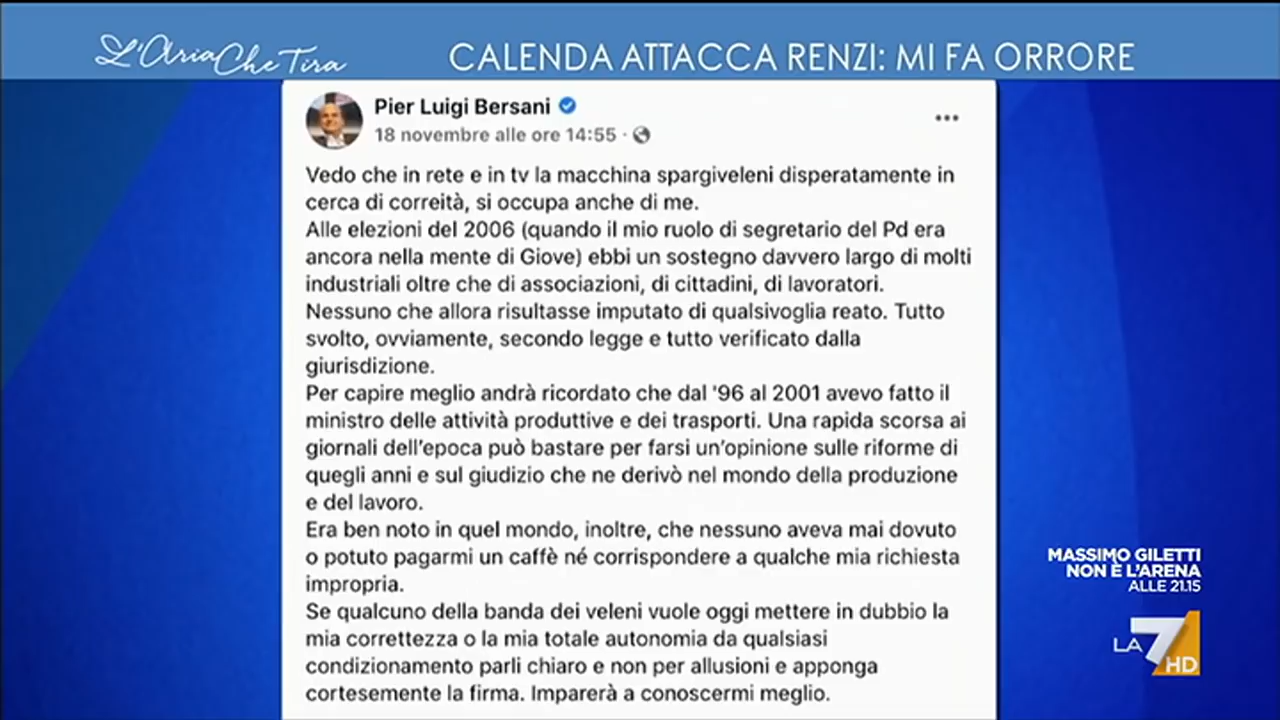 L'Aria Che Tira
CALENDA ATTACCA RENZI: MI FA ORRORE
Pier Luigi Bersani
18 novembre alle ore 14:55 ·
Vedo che in rete e in tv la macchina spargiveleni disperatamente in
cerca di correità, si occupa anche di me.
Alle elezioni del 2006 (quando il mio ruolo di segretario del Pd era
ancora nella mente di Giove) ebbi un sostegno davvero largo di molti
industriali oltre che di associazioni, di cittadini, di lavoratori.
Nessuno che allora risultasse imputato di qualsivoglia reato. Tutto
svolto, ovviamente, secondo legge e tutto verificato dalla
giurisdizione.
Per capire meglio andrà ricordato che dal '96 al 2001 avevo fatto il
ministro delle attività produttive e dei trasporti. Una rapida scorsa ai
giornali dell'epoca può bastare per farsi un'opinione sulle riforme di
quegli anni e sul giudizio che ne derivò nel mondo della produzione
e del lavoro.
Era ben noto in quel mondo, inoltre, che nessuno aveva mai dovuto
o potuto pagarmi un caffè né corrispondere a qualche mia richiesta
impropria.
Se qualcuno della banda dei veleni vuole oggi mettere in dubbio la
mia correttezza o la mia totale autonomia da qualsiasi
condizionamento parli chiaro e non per allusioni e apponga
cortesemente la firma. Imparerà a conoscermi meglio.
MASSIMO GILETTI
NON È L'ARENA
ALLE 21.15
LA 7 HD